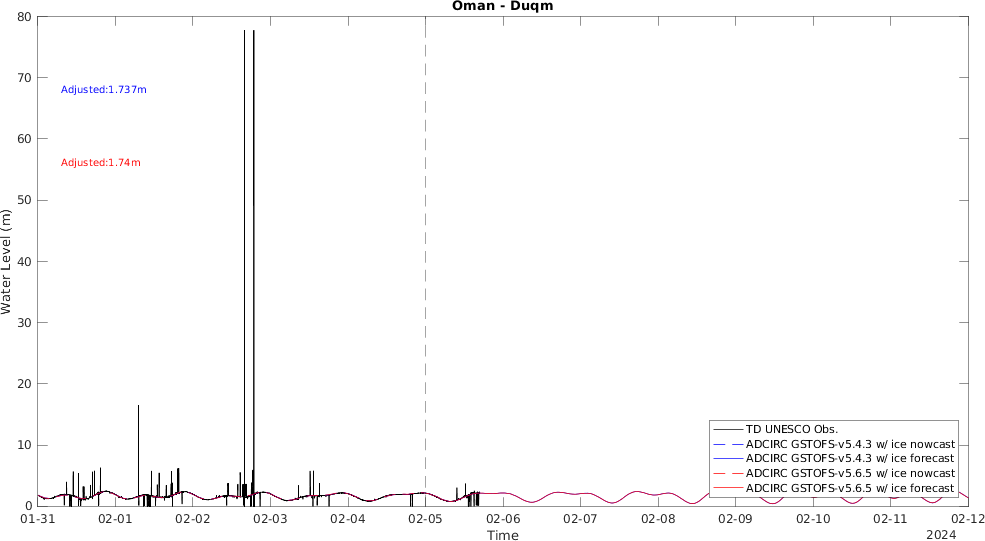 Oman - Duqm
80
70
60
50
40
30
20
10
0
Water Level (m)
Adjusted:1.737m
Adjusted:1.74m
TD UNESCO Obs.
ADCIRC GSTOFS-v5.4.3 w/ ice nowcast
ADCIRC GSTOFS-v5.4.3 w/ ice forecast
ADCIRC GSTOFS-v5.6.5 w/ ice nowcast
ADCIRC GSTOFS-v5.6.5 w/ ice forecast
01-31 02-01 02-02 02-03 02-04 02-05 02-06 02-07 02-08 02-09 02-10 02-11 02-12
Time
2024